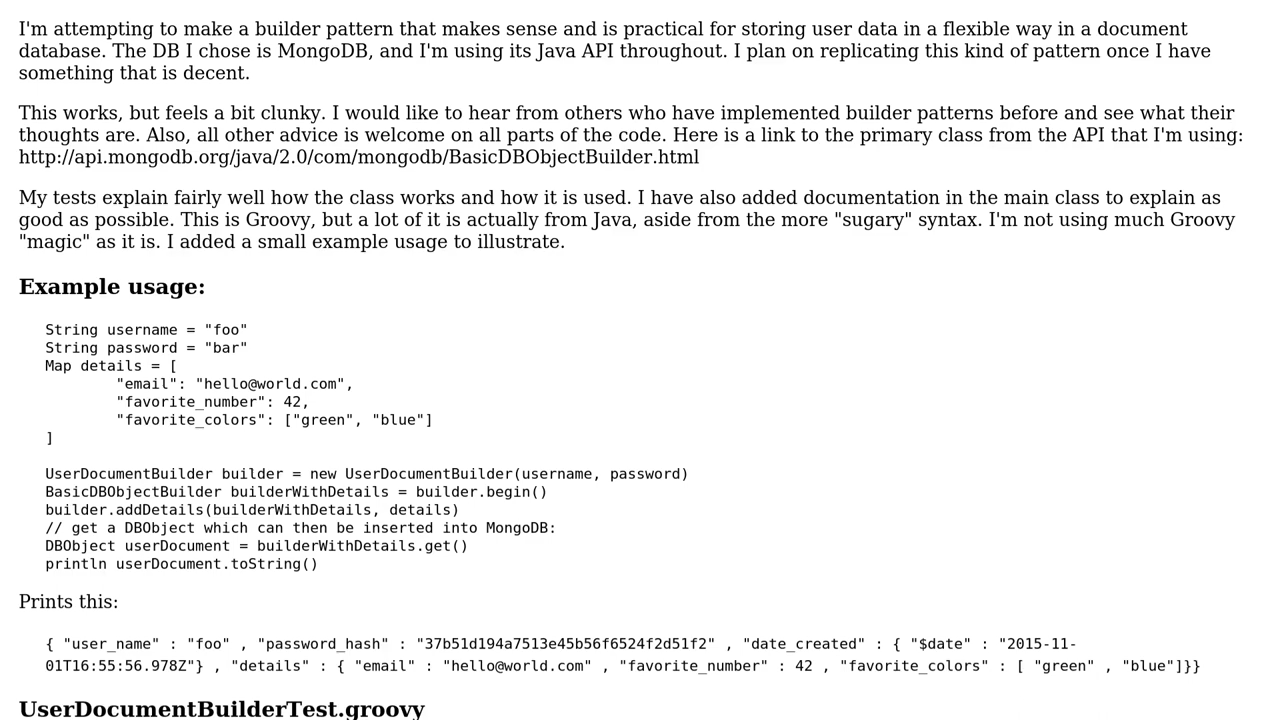 I'm attempting to make a builder pattern that makes sense and is practical for storing user data in a flexible way in a document
database. The DB I chose is MongoDB, and I'm using its Java API throughout. I plan on replicating this kind of pattern once I have
something that is decent.
This works, but feels a bit clunky. I would like to hear from others who have implemented builder patterns before and see what their
thoughts are. Also, all other advice is welcome on all parts of the code. Here is a link to the primary class from the API that I'm using:
http://api.mongodb.org/java/2.0/com/mongodb/BasicDBObjectBuilder.html
My tests explain fairly well how the class works and how it is used. I have also added documentation in the main class to explain as
good as possible. This is Groovy, but a lot of it is actually from Java, aside from the more "sugary" syntax. I'm not using much Groovy
"magic" as it is. I added a small example usage to illustrate.
Example usage:
String username = "foo"
String password = "bar"
Map details = [
        "email": "hello@world.com",
        "favorite_number": 42,
        "favorite_colors": ["green", "blue"]
]
UserDocumentBuilder builder = new UserDocumentBuilder(username, password)
BasicDBObjectBuilder builderWithDetails = builder.begin()
builder.addDetails(builderWithDetails, details)
// get a DBObject which can then be inserted into MongoDB:
DBObject userDocument = builderWithDetails.get()
println userDocument.toString()
Prints this:
{ "user_name" : "foo" , "password_hash" : "37b51d194a7513e45b56f6524f2d51f2" , "date_created" : { "$date" : "2015-11-
01T16:55:56.978Z"} , "details" : { "email" : "hello@world.com" , "favorite_number" : 42 , "favorite_colors" : [ "green" , "blue"]}}
UserDocumentBuilderTest.groovy